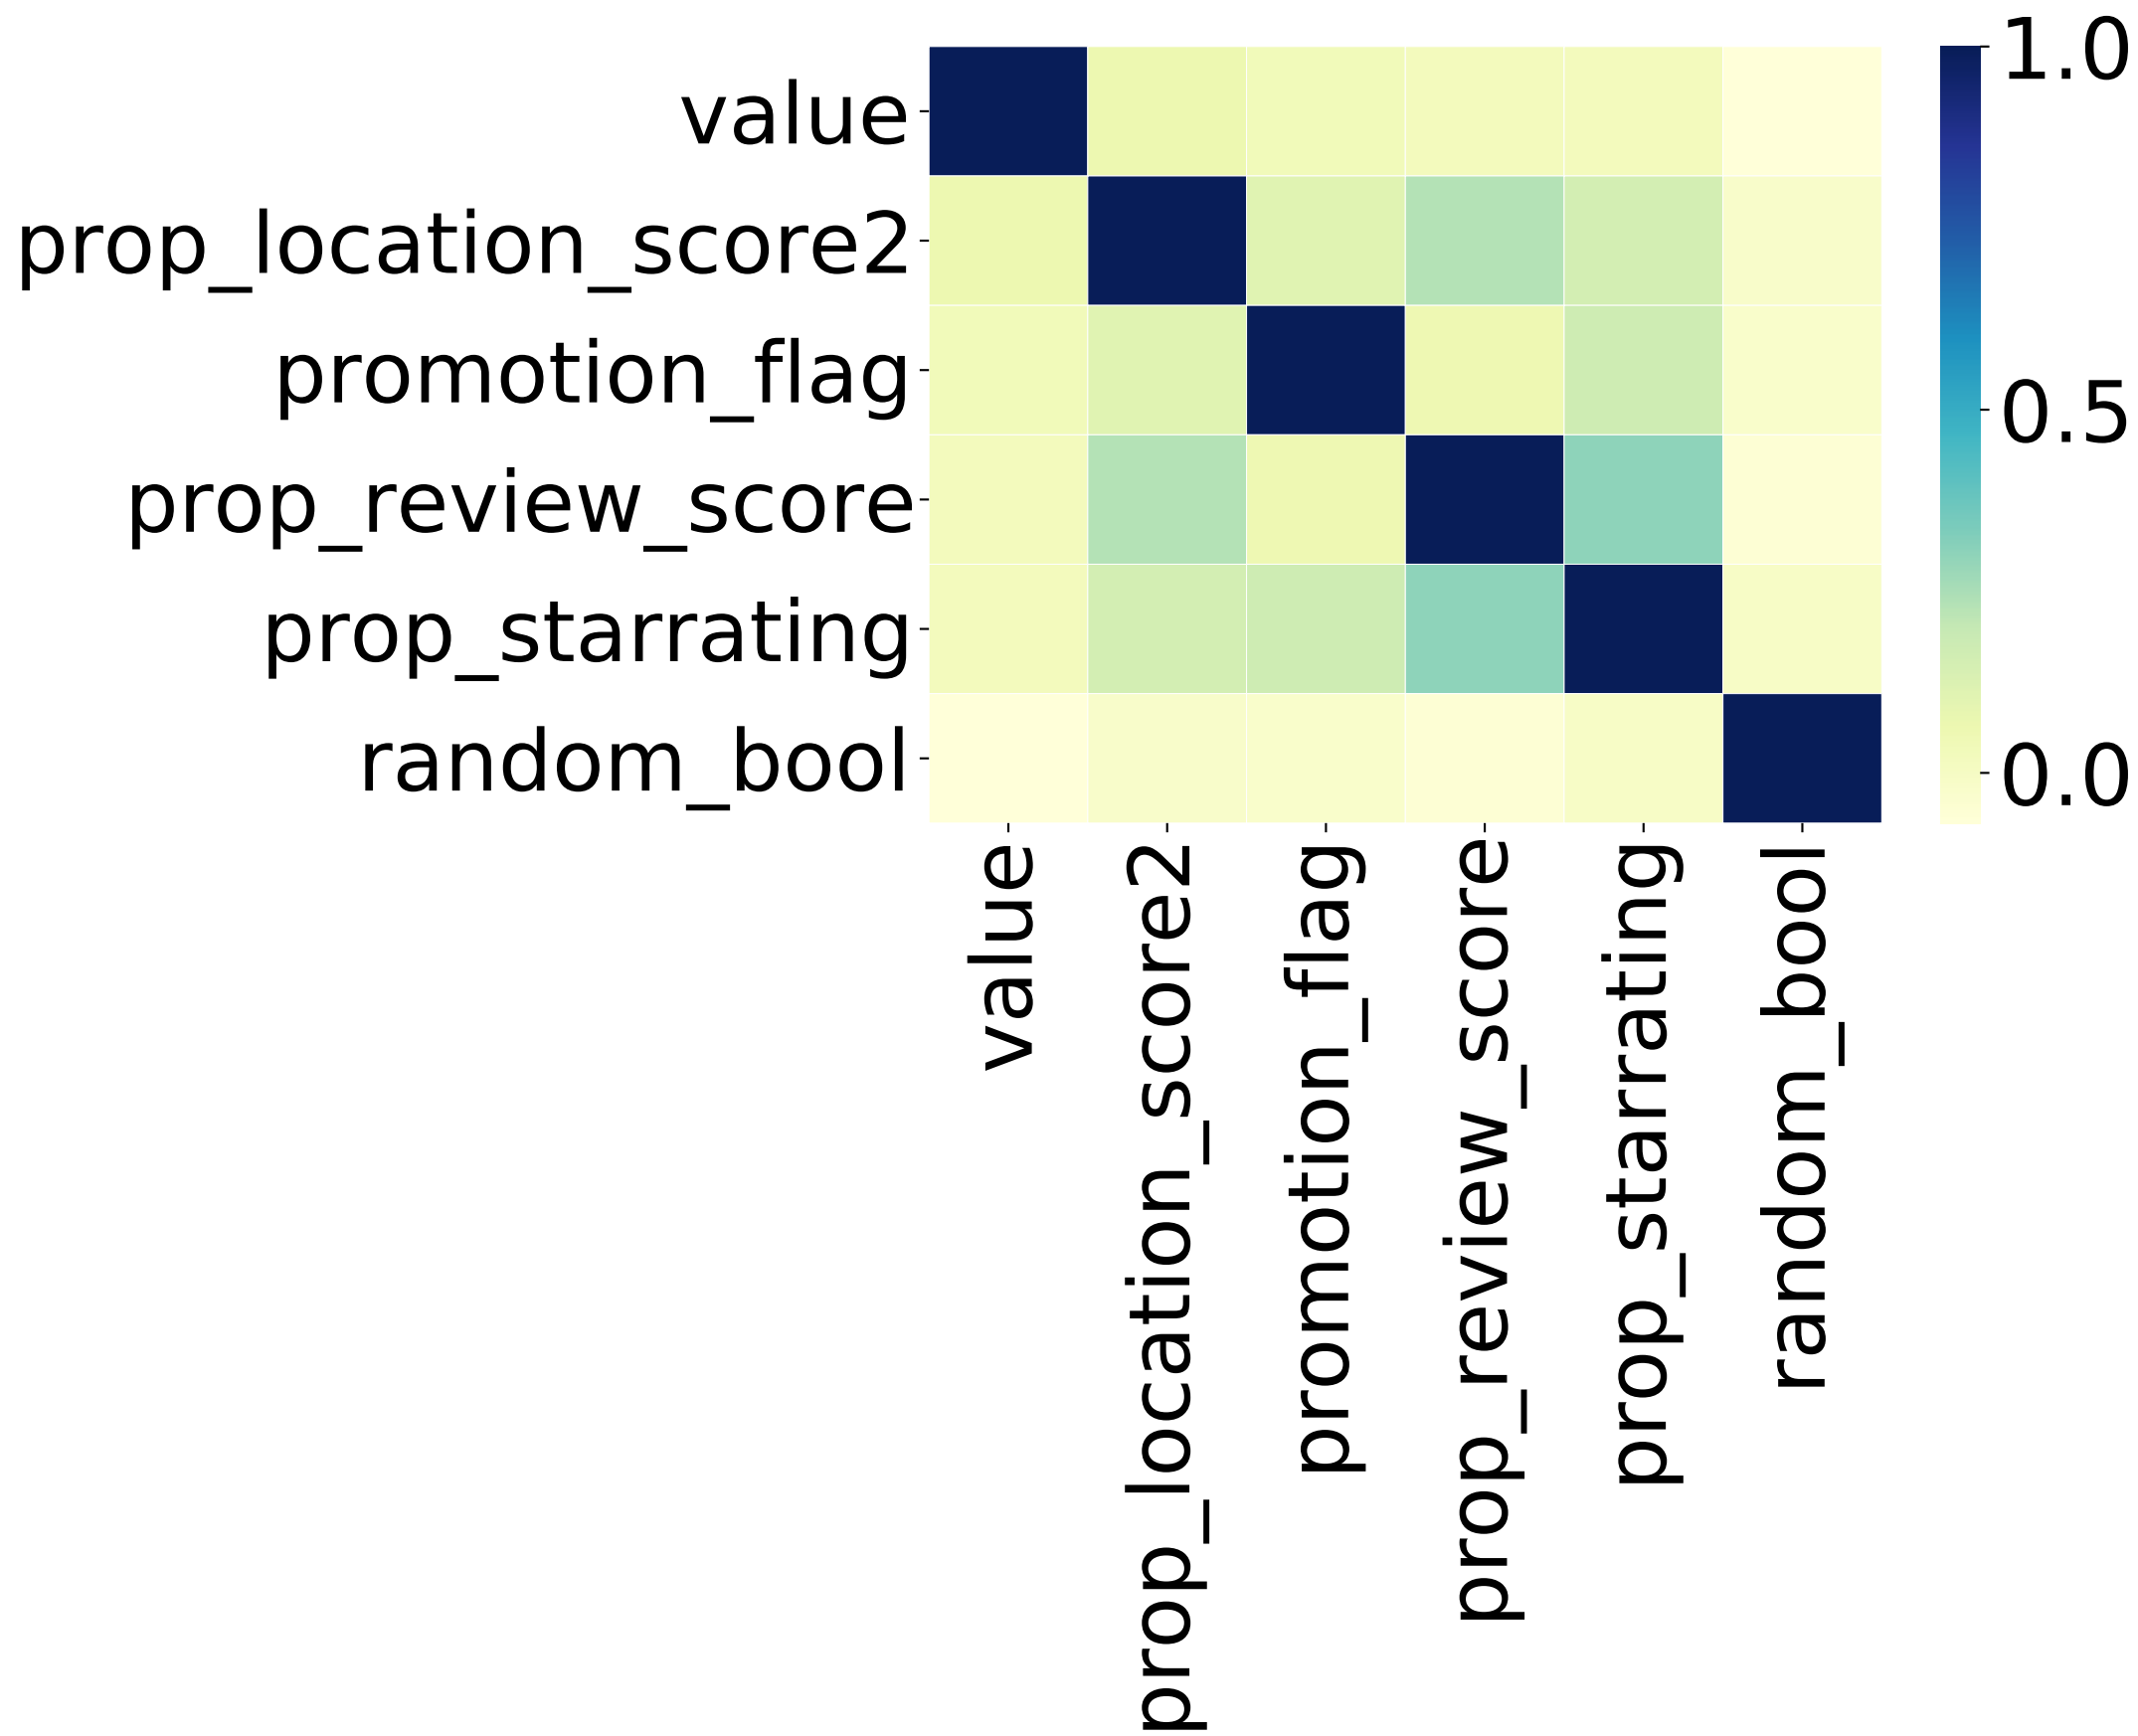 value
prop_location_score2
promotion_flag
prop_review_score
prop_starrating
random_bool
value
prop_location_score2
promotion_flag
prop_review_score
prop_starrating
random_bool
1.0
0.5
0.0